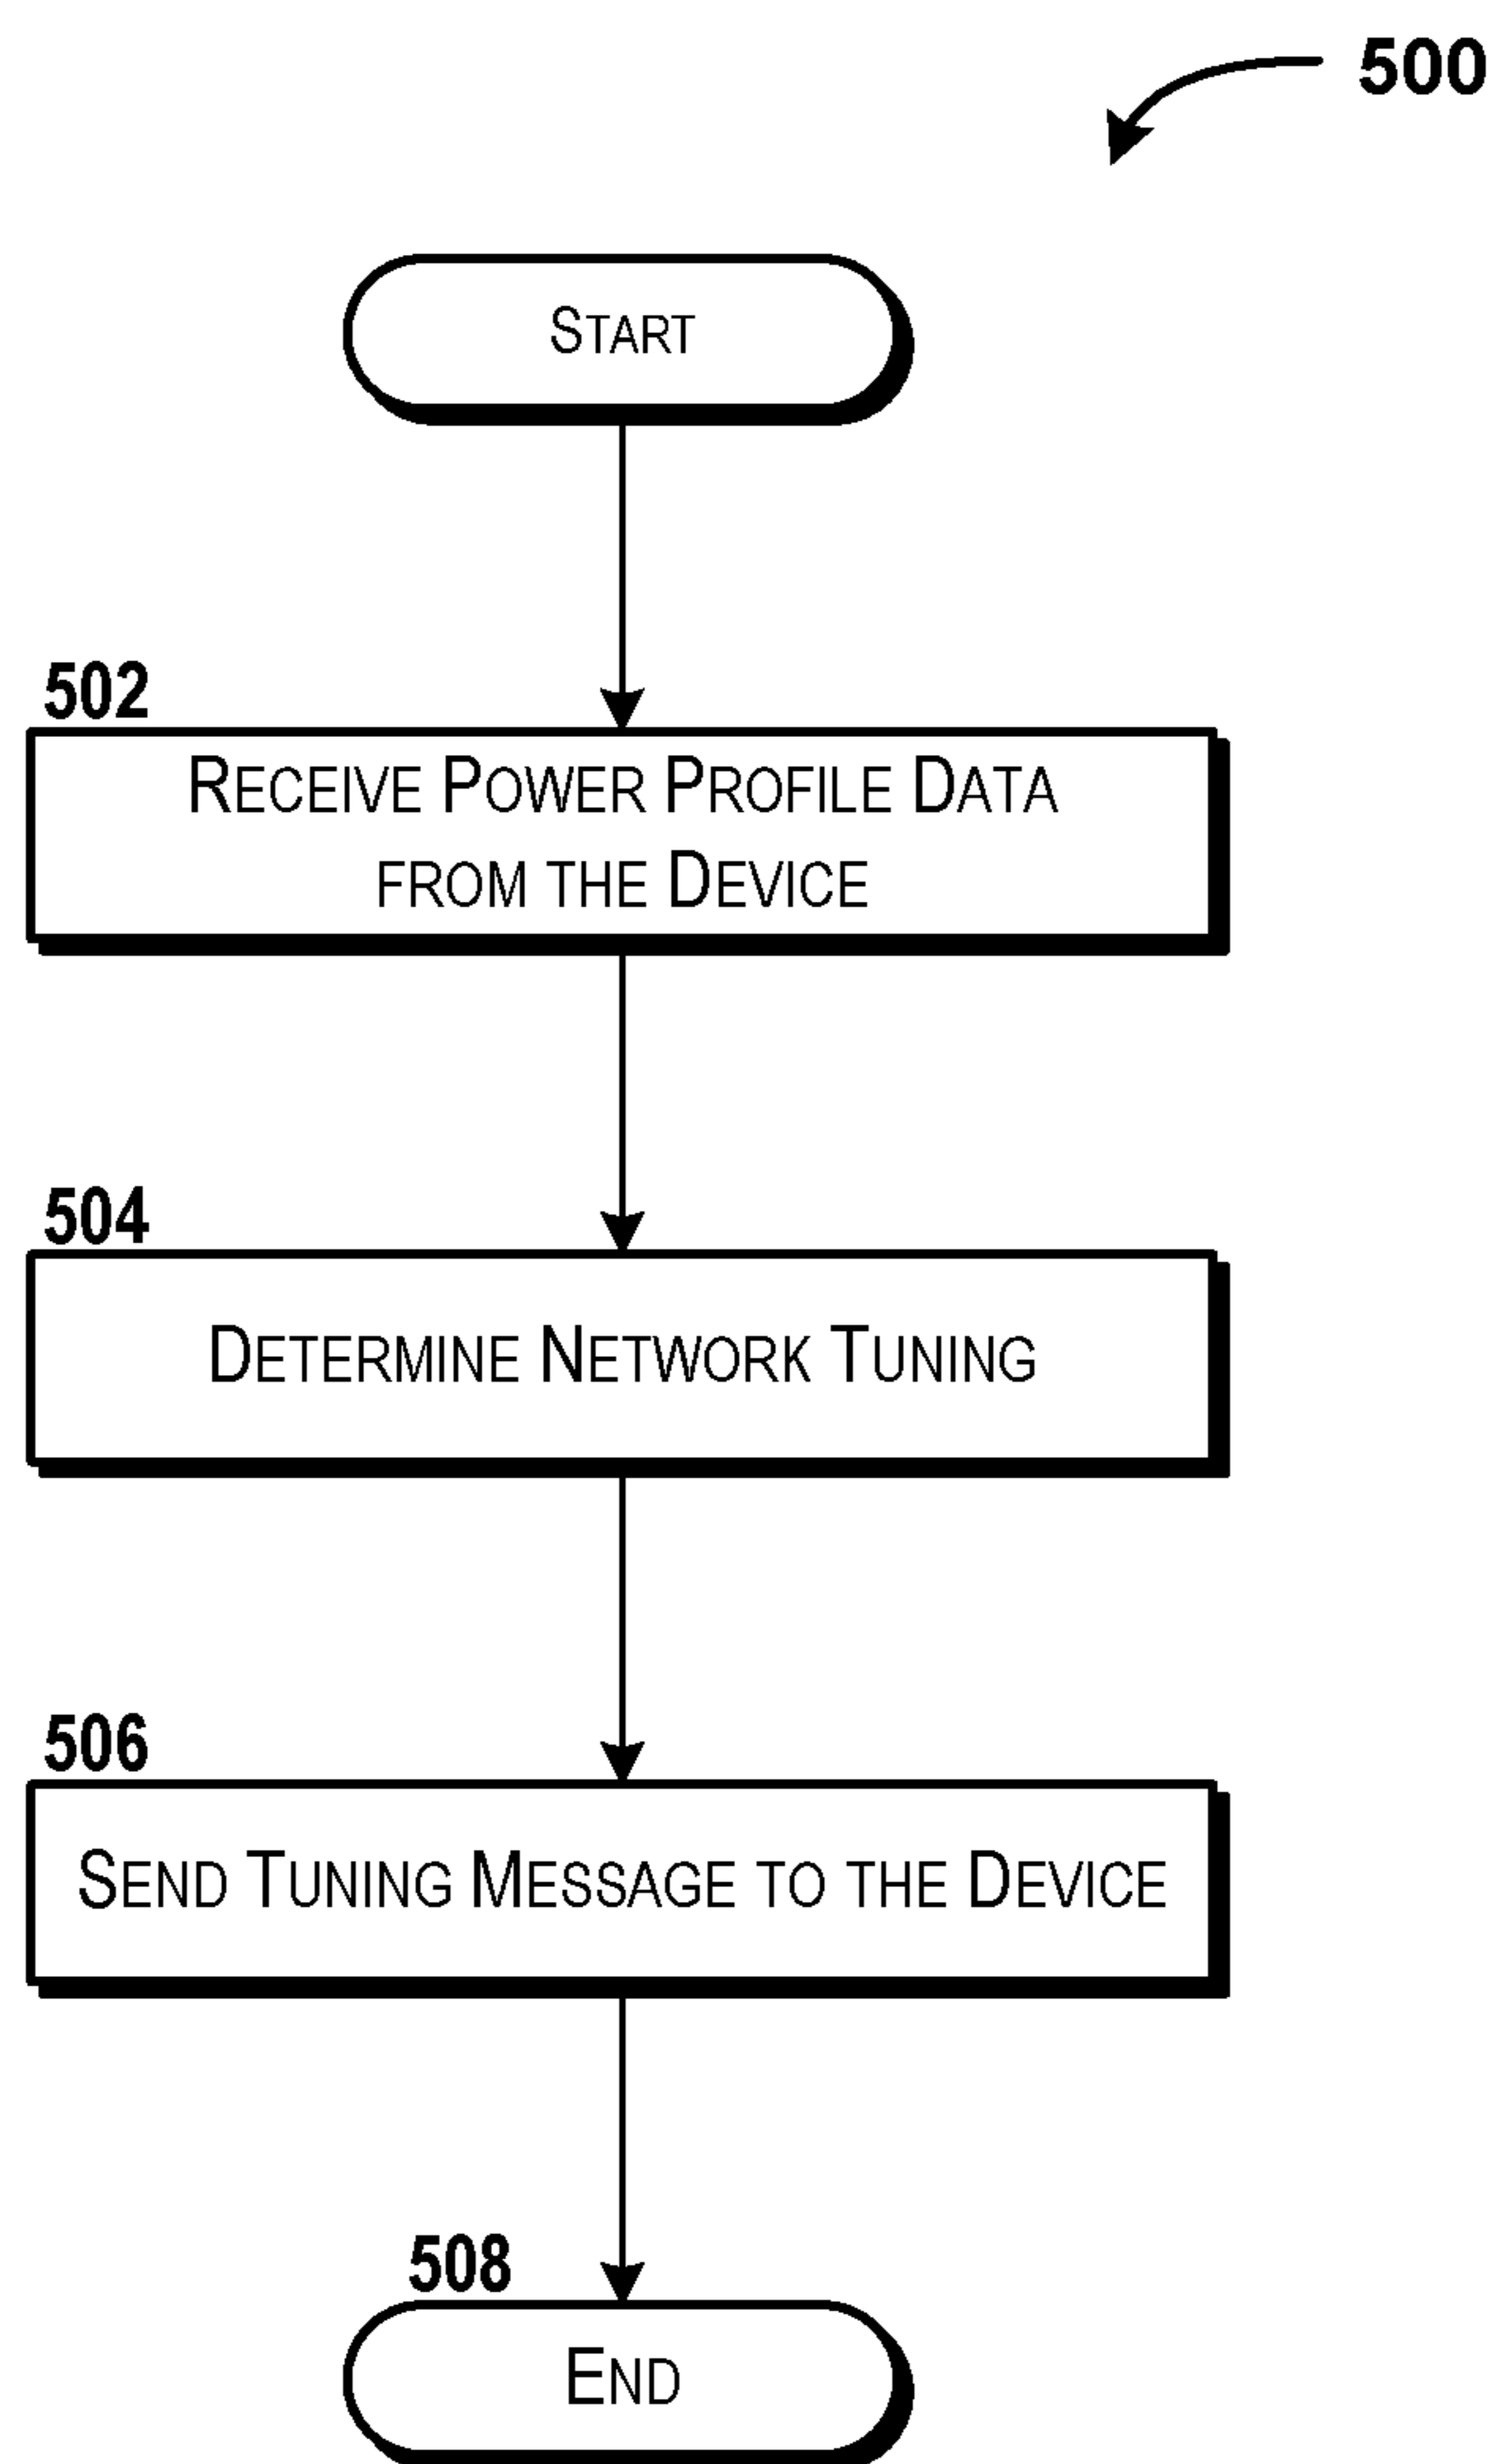 500
START
502
RECEIVE POWER PROFILE DATA
FROM THE DEVICE
504
DETERMINE NETWORK TUNING
506
SEND TUNING MESSAGE TO THE DEVICE
508
END